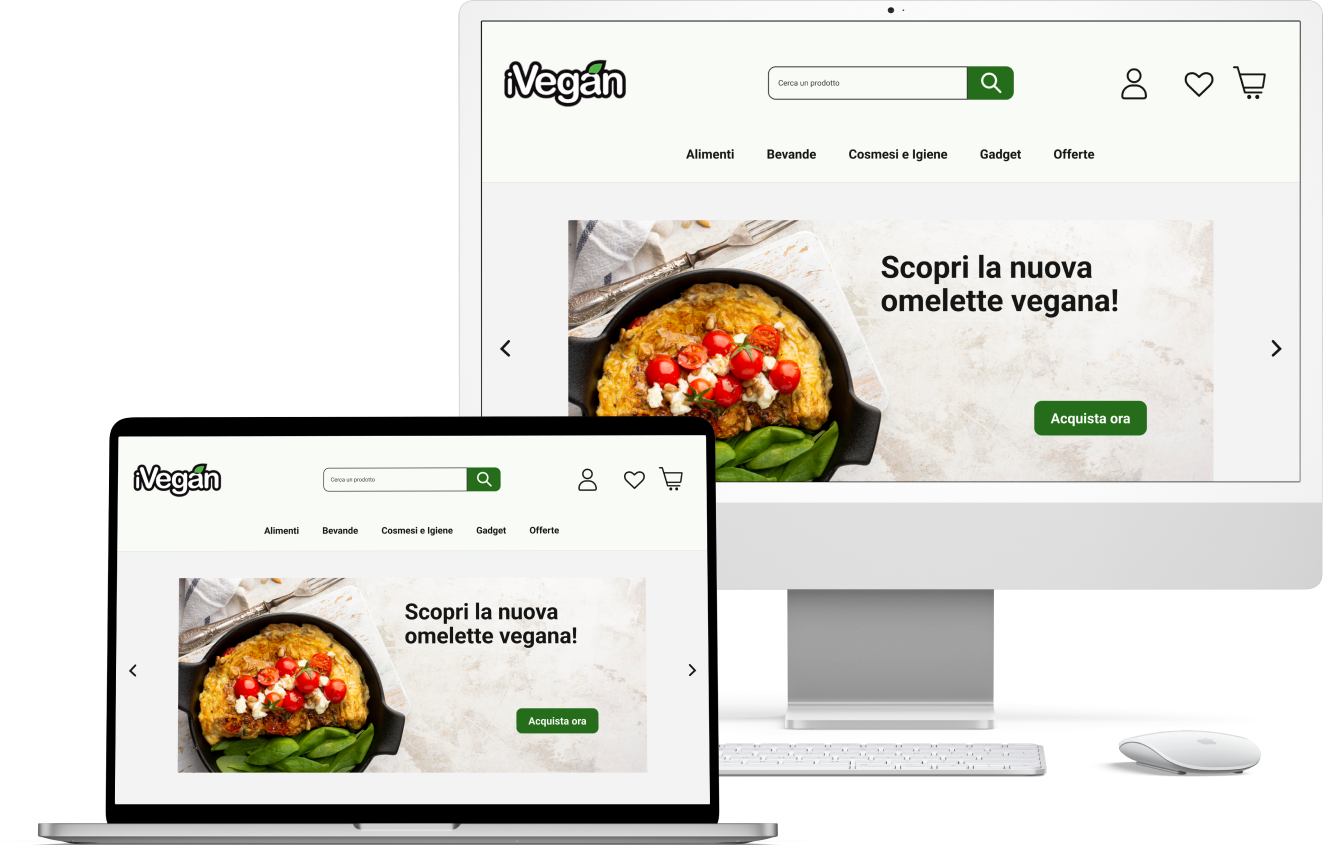 iVegan
Cerca un prodotto
Alimenti Bevande Cosmesi e Igiene Gadget Offerte
Scopri la nuova
omelette vegana!
Acquista ora
iVegan
Cerca un prodotto
Alimenti Bevande Cosmesi e Igiene Gadget Offerte
Scopri la nuova
omelette vegana!
Acquista ora